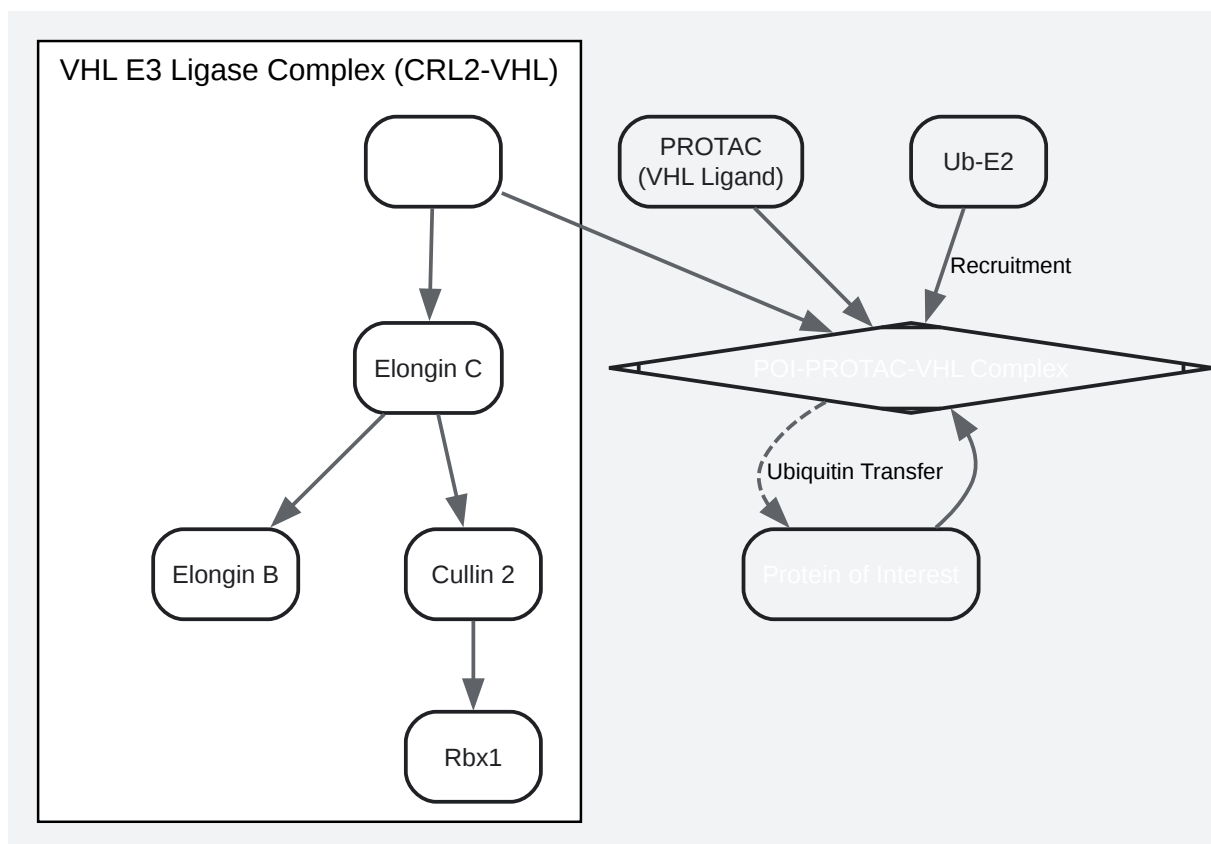 VHL E3 Ligase Complex (CRL2-VHL)
PROTAC
(VHL Ligand)
Ub-E2
Recruitment
Elongin C
POI-PROTAC-VHL Complex
Ubiquitin Transfer
Elongin B
Cullin 2
Protein of Interest
Rbx1